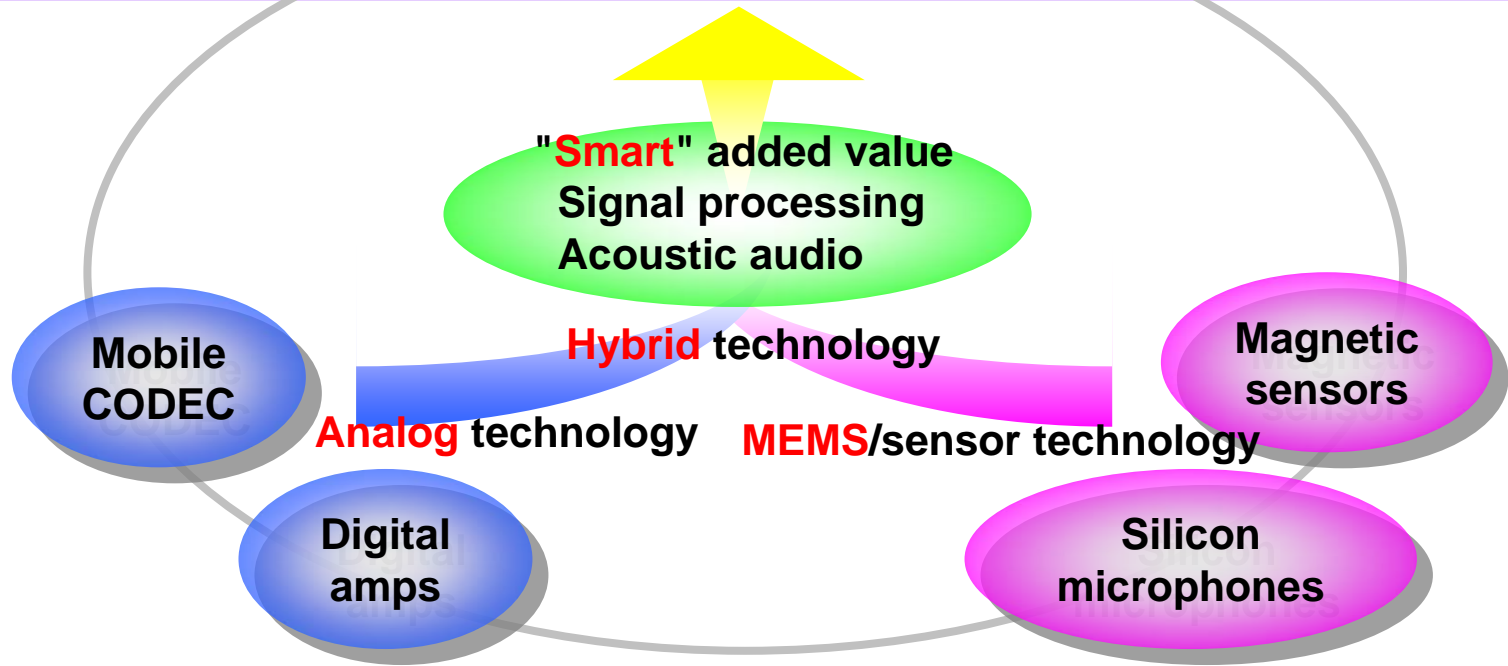 "Smart" added value
Signal processing
Acoustic audio
Hybrid technology
Mobile
CODEC
Magnetic
sensors
Analog technology
MEMS/sensor technology
Digital
amps
Silicon
microphones